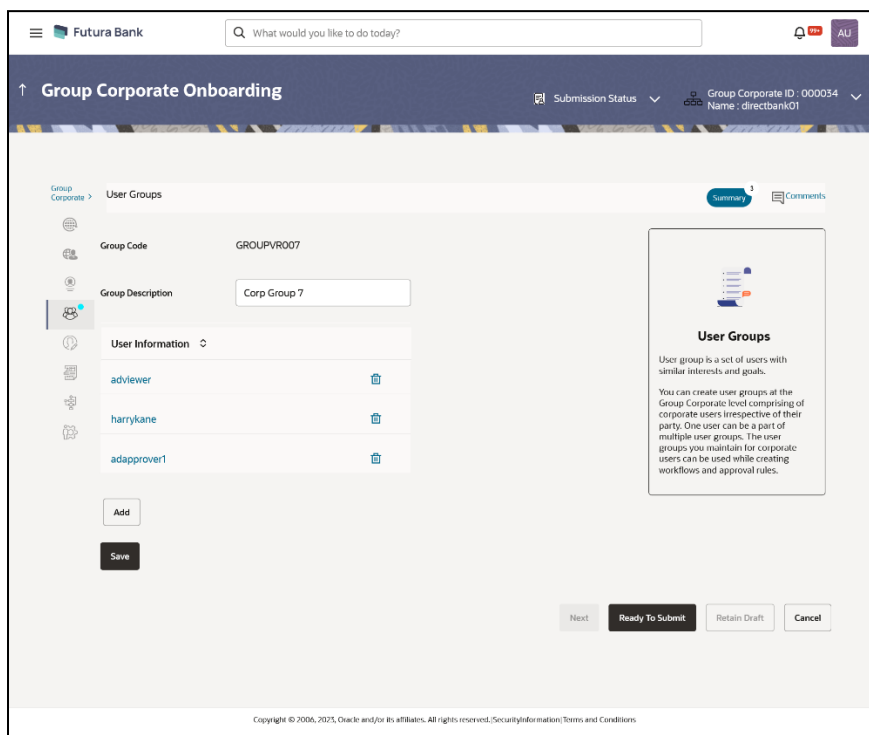 Futura Bank
What would you like to do today?
99+
AU
Group Corporate Onboarding
Submission Status
Group Corporate ID : 000034
Name : directbank01
Group
Corporate >
User Groups
Summary
3
Comments
Group Code
GROUPVR007
Group Description
Corp Group 7
User Information
adviewer
harrykane
adapprover1
Add
Save
User Groups
User group is a set of users with
similar interests and goals.
You can create user groups at the
Group Corporate level comprising of
corporate users irrespective of their
party. One user can be a part of
multiple user groups. The user
groups you maintain for corporate
users can be used while creating
workflows and approval rules.
Next
Ready To Submit
Retain Draft
Cancel
Copyright © 2006, 2023, Oracle and/or its affiliates. All rights reserved.|SecurityInformation|Terms and Conditions